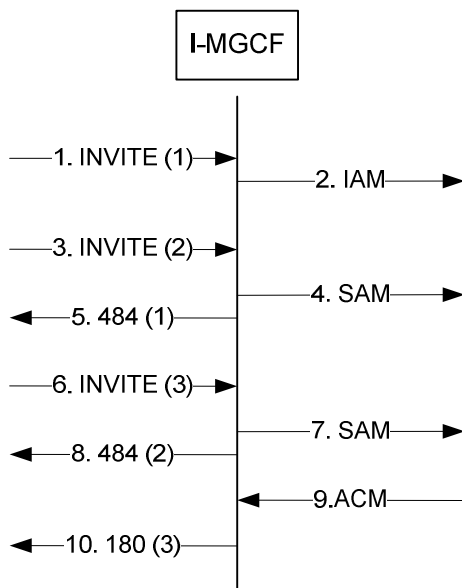 I-MGCF
1. INVITE (1)
2. IAM
3. INVITE (2)
4. SAM
5. 484 (1)
6. INVITE (3)
7. SAM
8. 484 (2)
9.ACM
10. 180 (3)